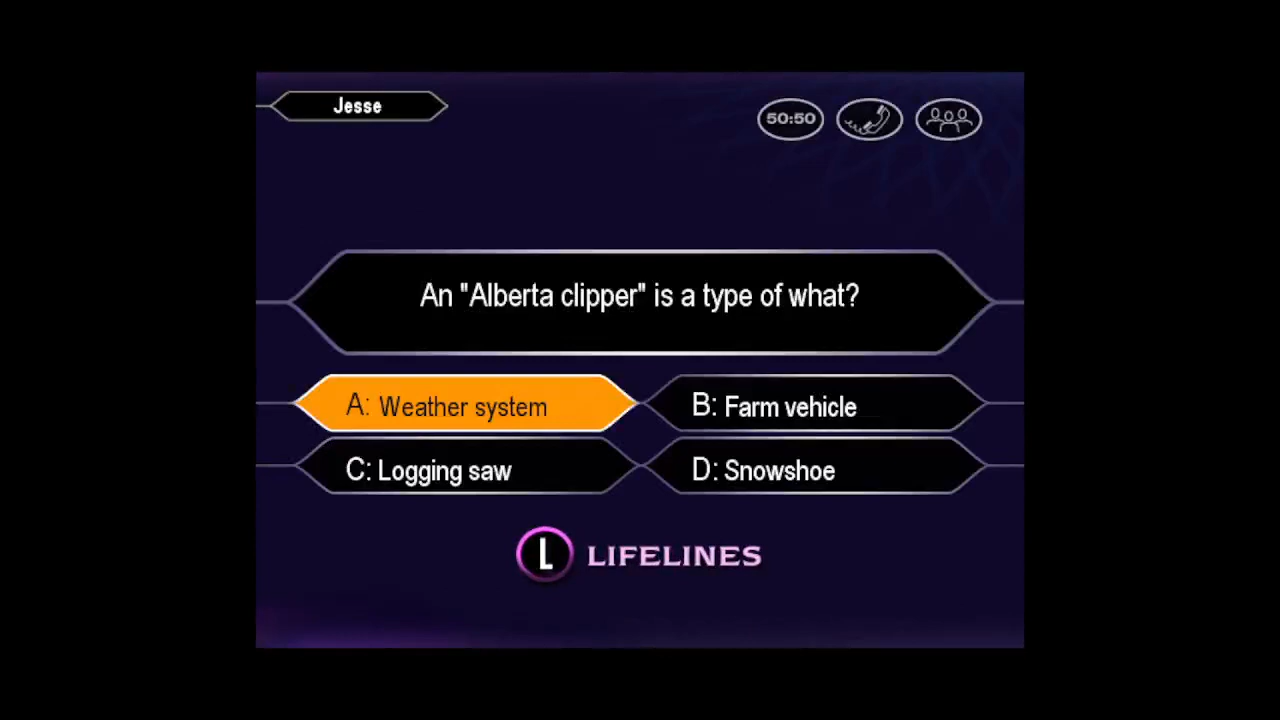 Jesse
50:50
An "Alberta clipper" is a type of what?
A: Weather system
B: Farm vehicle
C: Logging saw
D: Snowshoe
L LIFELINES